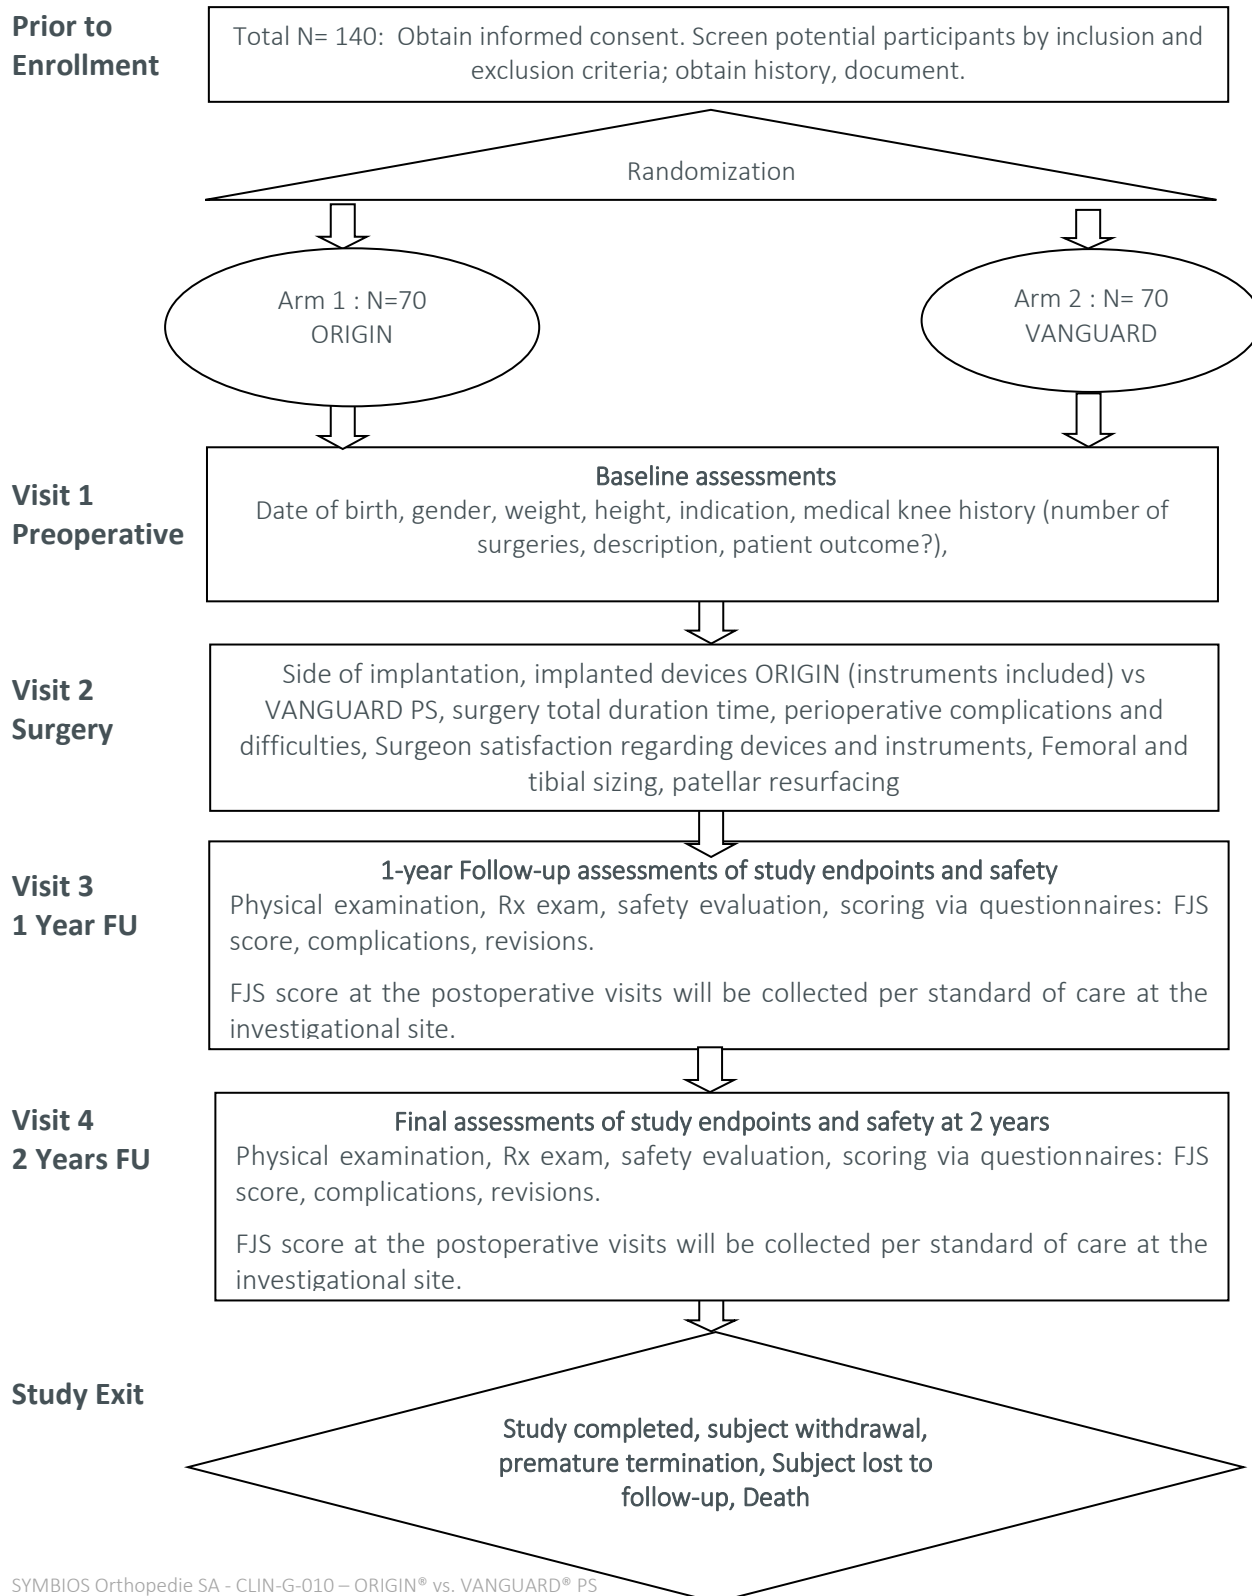 Prior to
Enrollment
Total N= 140:  Obtain informed consent. Screen potential participants by inclusion and
exclusion criteria; obtain history, document.
Randomization
Arm 1 : N=70
ORIGIN
Arm 2 : N= 70
VANGUARD
Visit 1
Preoperative
Baseline assessments
Date of birth, gender, weight, height, indication, medical knee history (number of
surgeries, description, patient outcome?),
Visit 2
Surgery
Side of implantation, implanted devices ORIGIN (instruments included) vs
VANGUARD PS, surgery total duration time, perioperative complications and
difficulties, Surgeon satisfaction regarding devices and instruments, Femoral and
tibial sizing, patellar resurfacing
Visit 3
1 Year FU
1-year Follow-up assessments of study endpoints and safety
Physical examination, Rx exam, safety evaluation, scoring via questionnaires: FJS
score, complications, revisions.
FJS score at the postoperative visits will be collected per standard of care at the
investigational site.
Visit 4
2 Years FU
Final assessments of study endpoints and safety at 2 years
Physical examination, Rx exam, safety evaluation, scoring via questionnaires: FJS
score, complications, revisions.
FJS score at the postoperative visits will be collected per standard of care at the
investigational site.
Study Exit
Study completed, subject withdrawal,
premature termination, Subject lost to
follow-up, Death
SYMBIOS Orthopedie SA - CLIN-G-010 – ORIGIN® vs. VANGUARD® PS